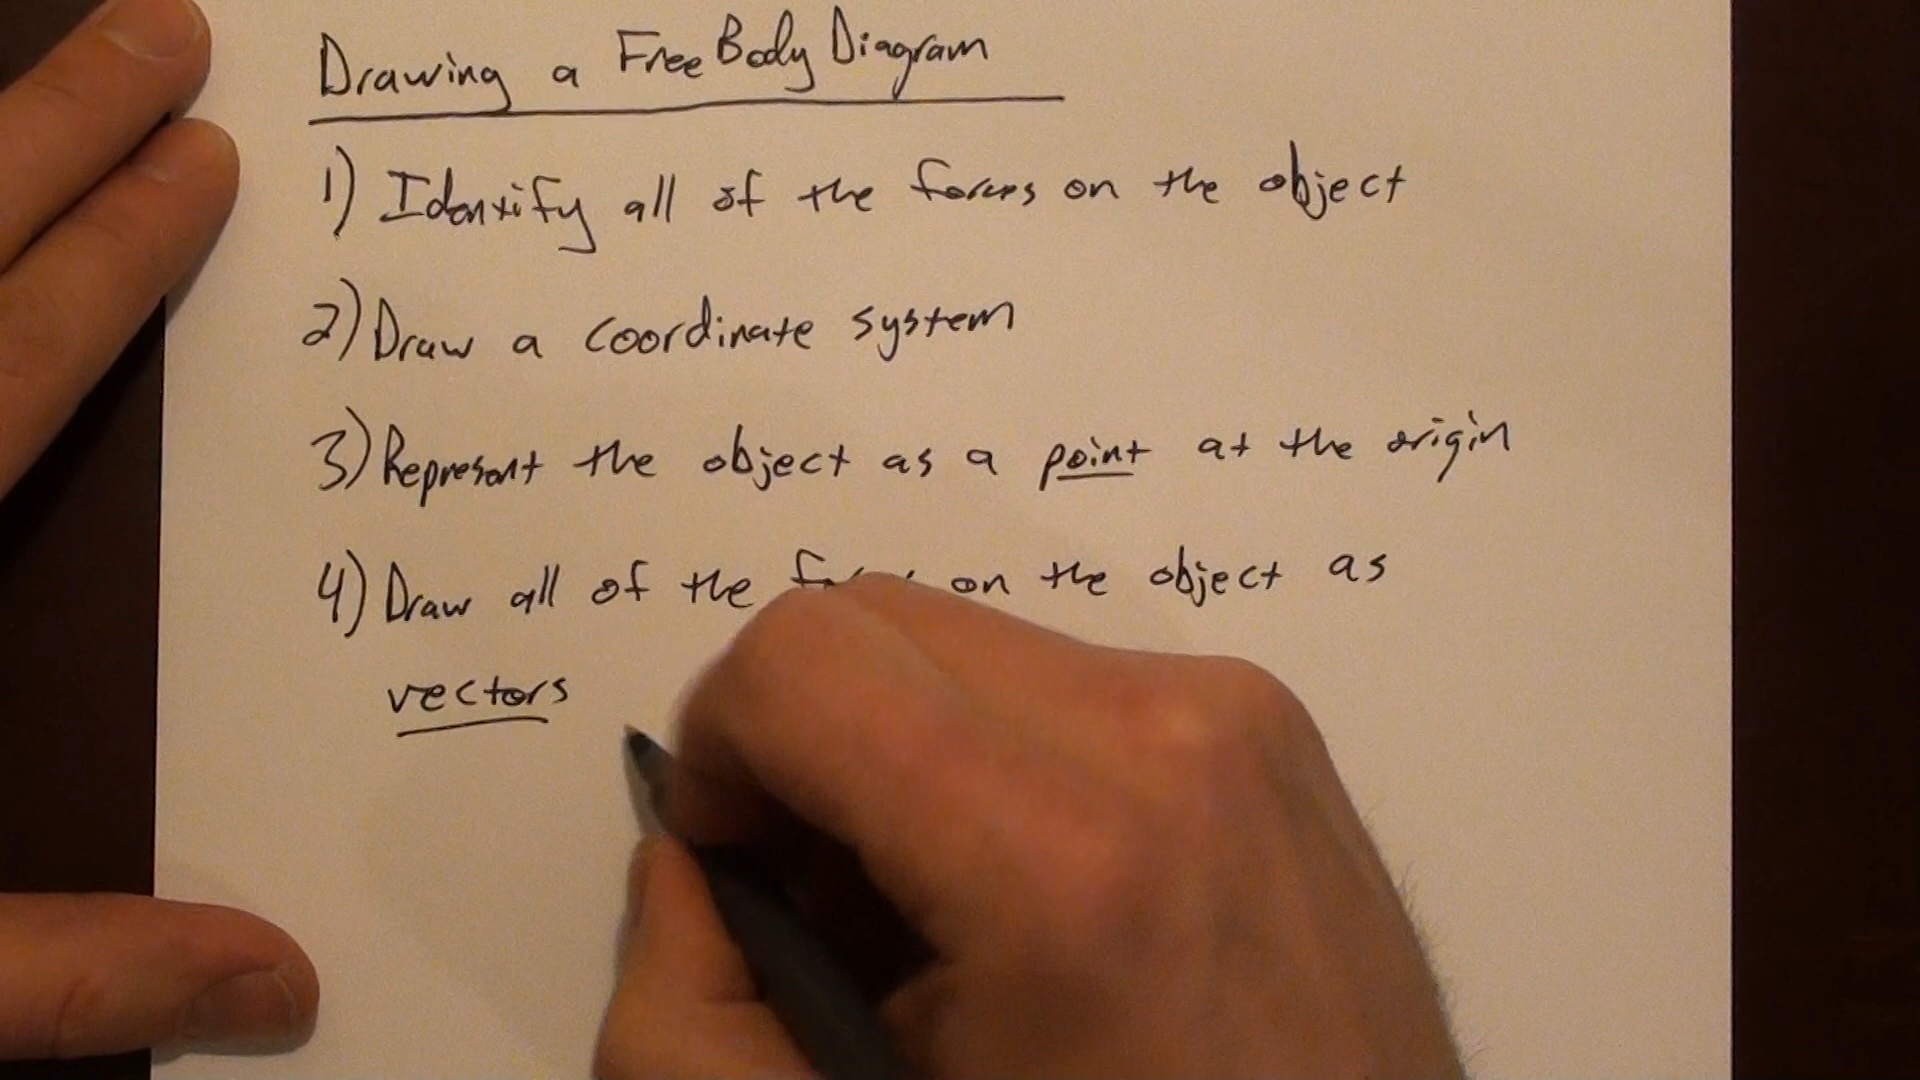 Drawing a Free Body Diagram
1) Identify all of the forces on the object
2) Draw a coordinate system
3) Represent the object as a point at the origin
4) Draw all of the on the object as
vectors